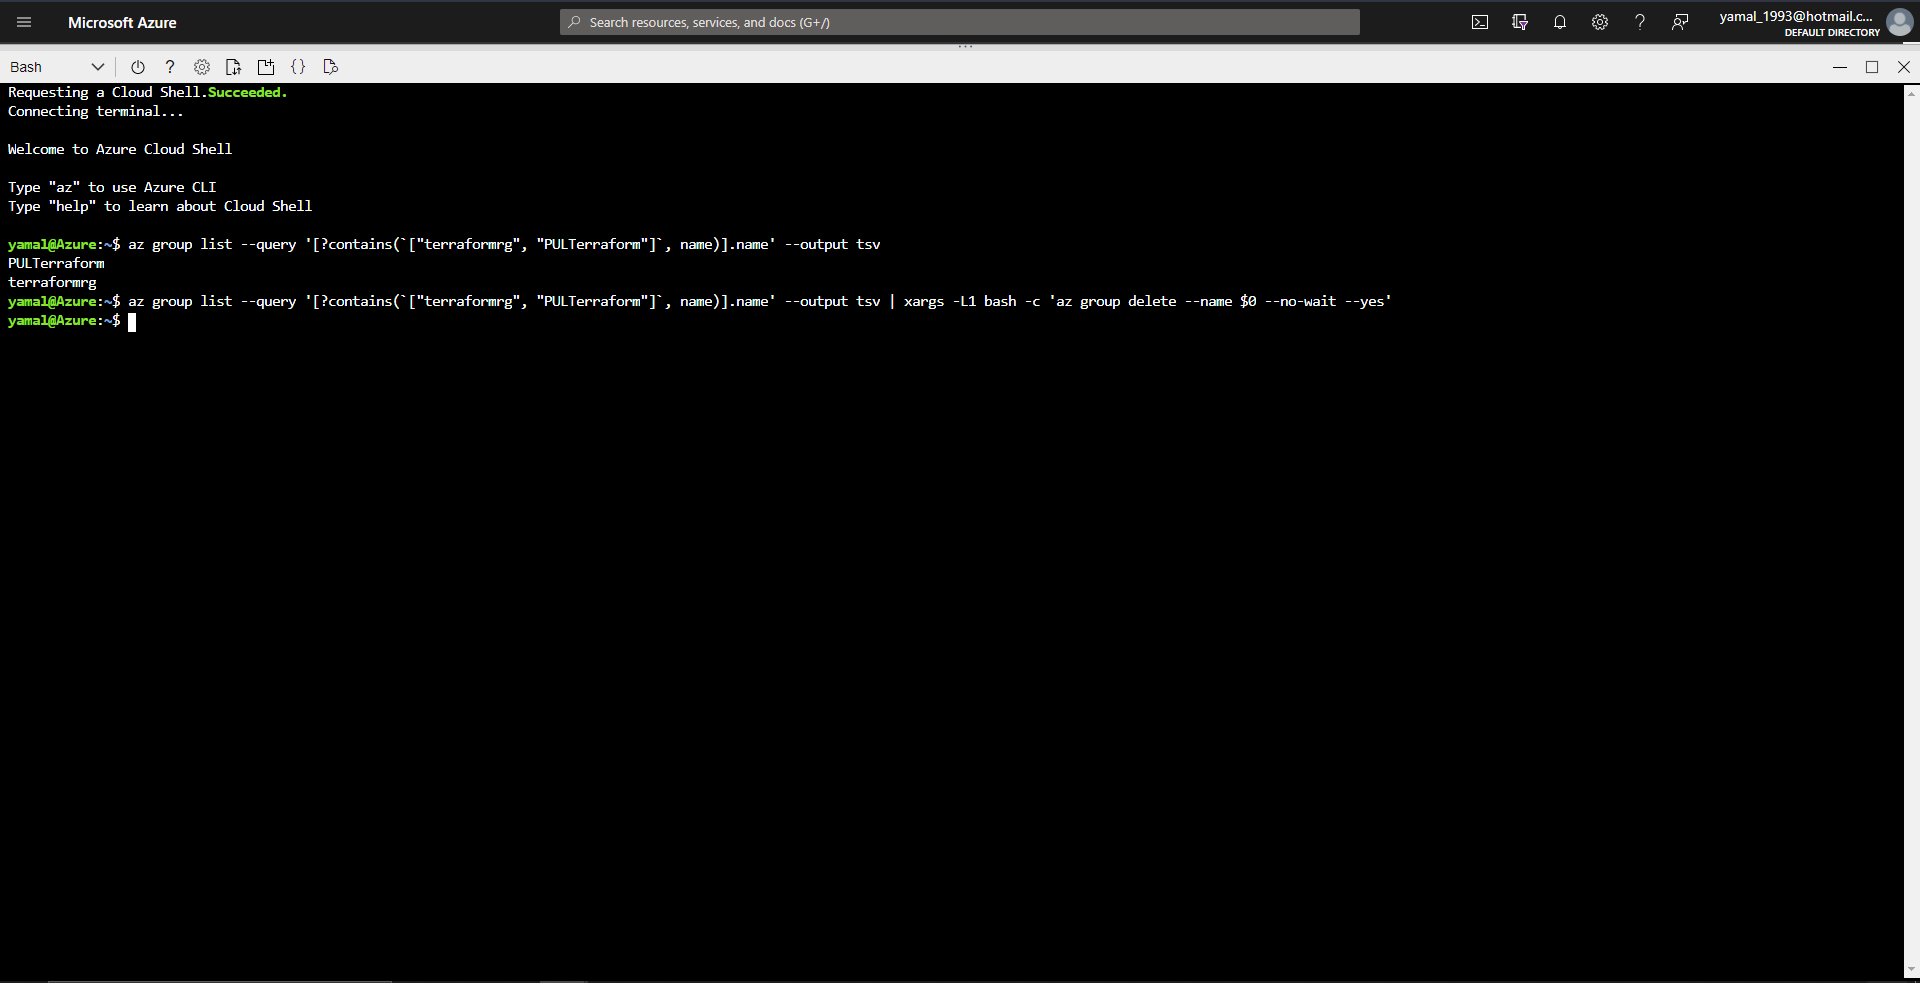 Microsoft Azure
Search resources, services, and docs (G+/)
yamal_1993@hotmail.c...
DEFAULT DIRECTORY
Bash
Requesting a Cloud Shell.Succeeded.
Connecting terminal...
Welcome to Azure Cloud Shell
Type "az" to use Azure CLI
Type "help" to learn about Cloud Shell
yamal@Azure:~$ az group list --query '[?contains(`["terraformrg", "PULTerraform"]`, name)].name' --output tsv
PULTerraform
terraformrg
yamal@Azure:~$ az group list --query '[?contains(`["terraformrg", "PULTerraform"]`, name)].name' --output tsv | xargs -L1 bash -c 'az group delete --name $0 --no-wait --yes'
yamal@Azure:~$